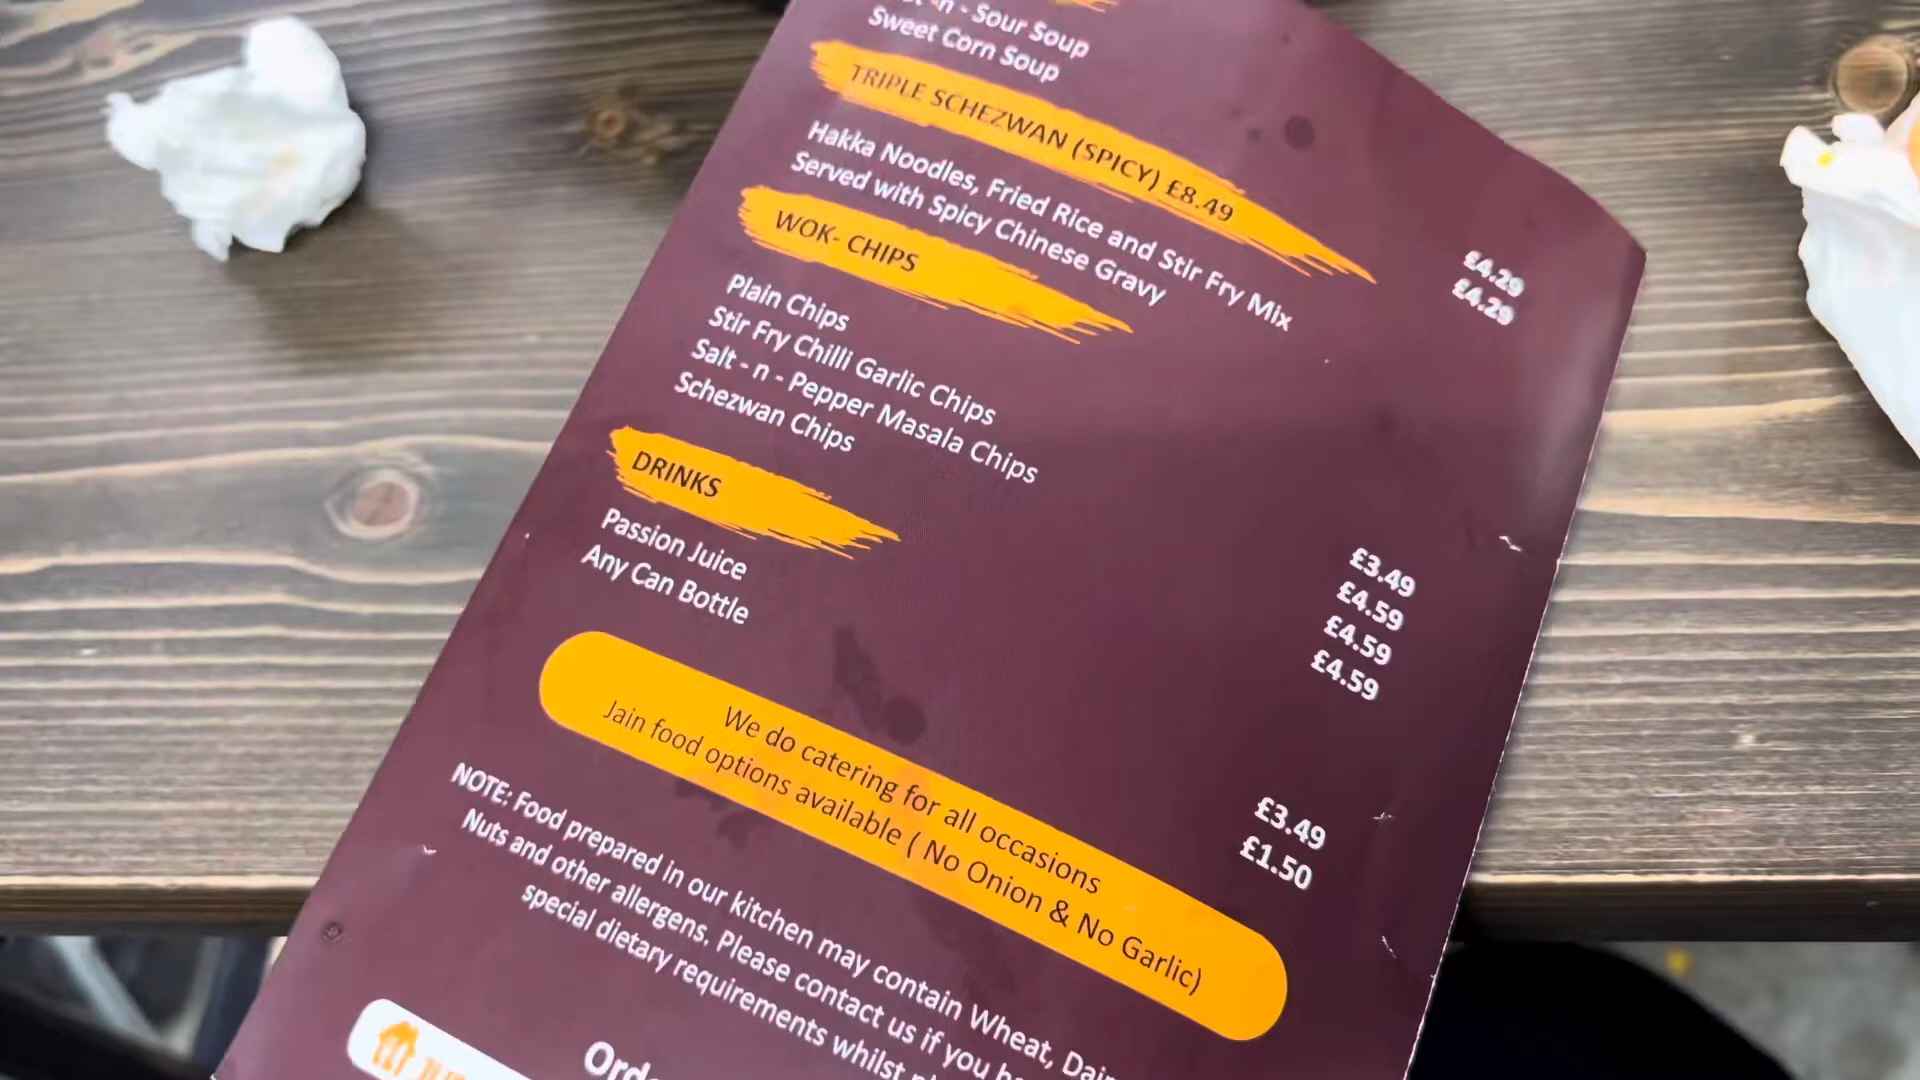 - Sour Soup £4.29
Sweet Corn Soup £4.29
TRIPLE SCHEZWAN (SPICY) £8.49
Hakka Noodles, Fried Rice and Stir Fry Mix
Served with Spicy Chinese Gravy
WOK- CHIPS
Plain Chips £3.49
Stir Fry Chilli Garlic Chips £4.59
Salt - n - Pepper Masala Chips £4.59
Schezwan Chips £4.59
DRINKS
Passion Juice £3.49
Any Can Bottle £1.50
We do catering for all occasions
Jain food options available ( No Onion & No Garlic)
NOTE: Food prepared in our kitchen may contain Wheat,
Nuts and other allergens. Please contact us if you
special dietary requirements whilst